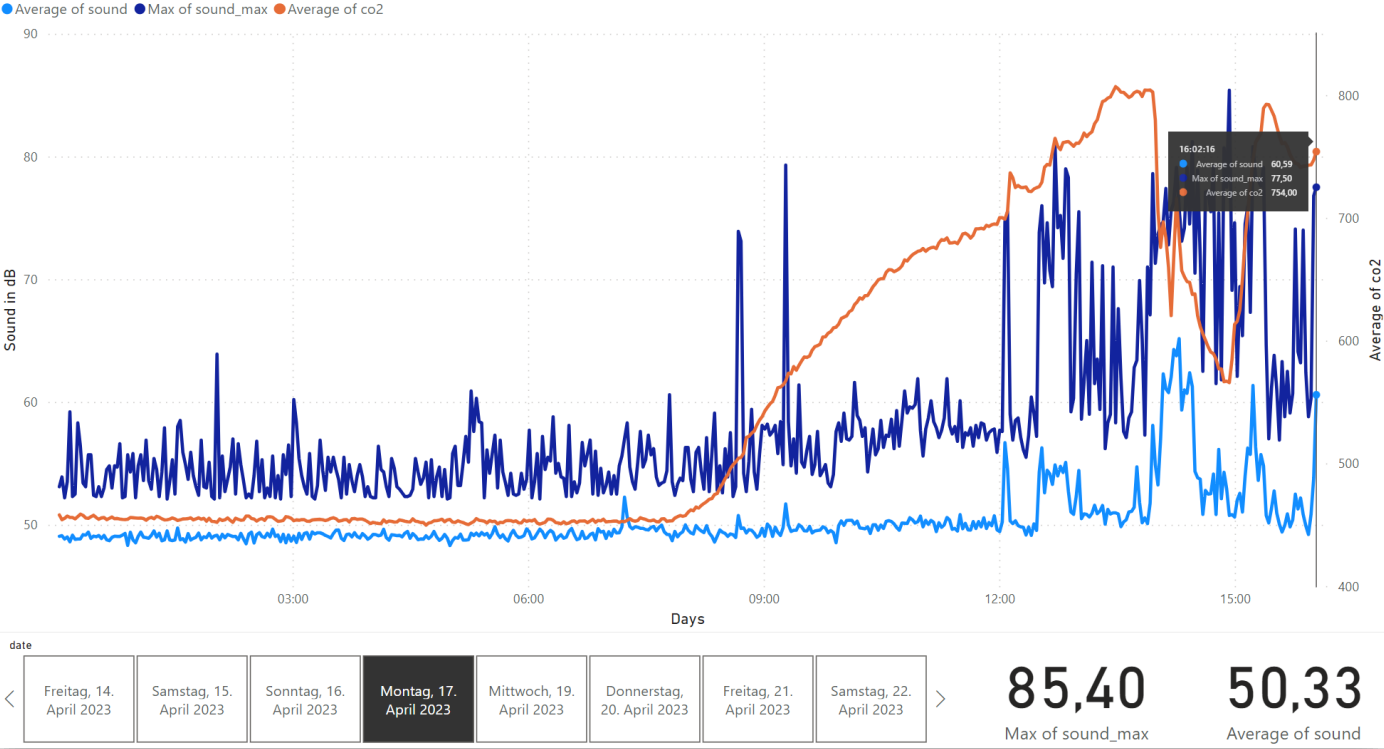 Average of sound Max of sound_max Average of co2
90
80
70
60
50
Sound in dB
800
700
600
500
400
Average of co2
16:02:16
Average of sound 60,59
Max of sound_max 77,50
Average of co2 754,00
03:00 06:00 09:00 12:00 15:00
Days
date
Freitag, 14.
April 2023
Samstag, 15.
April 2023
Sonntag, 16.
April 2023
Montag, 17.
April 2023
Mittwoch, 19.
April 2023
Donnerstag,
20. April 2023
Freitag, 21.
April 2023
Samstag, 22.
April 2023
85,40
Max of sound_max
50,33
Average of sound